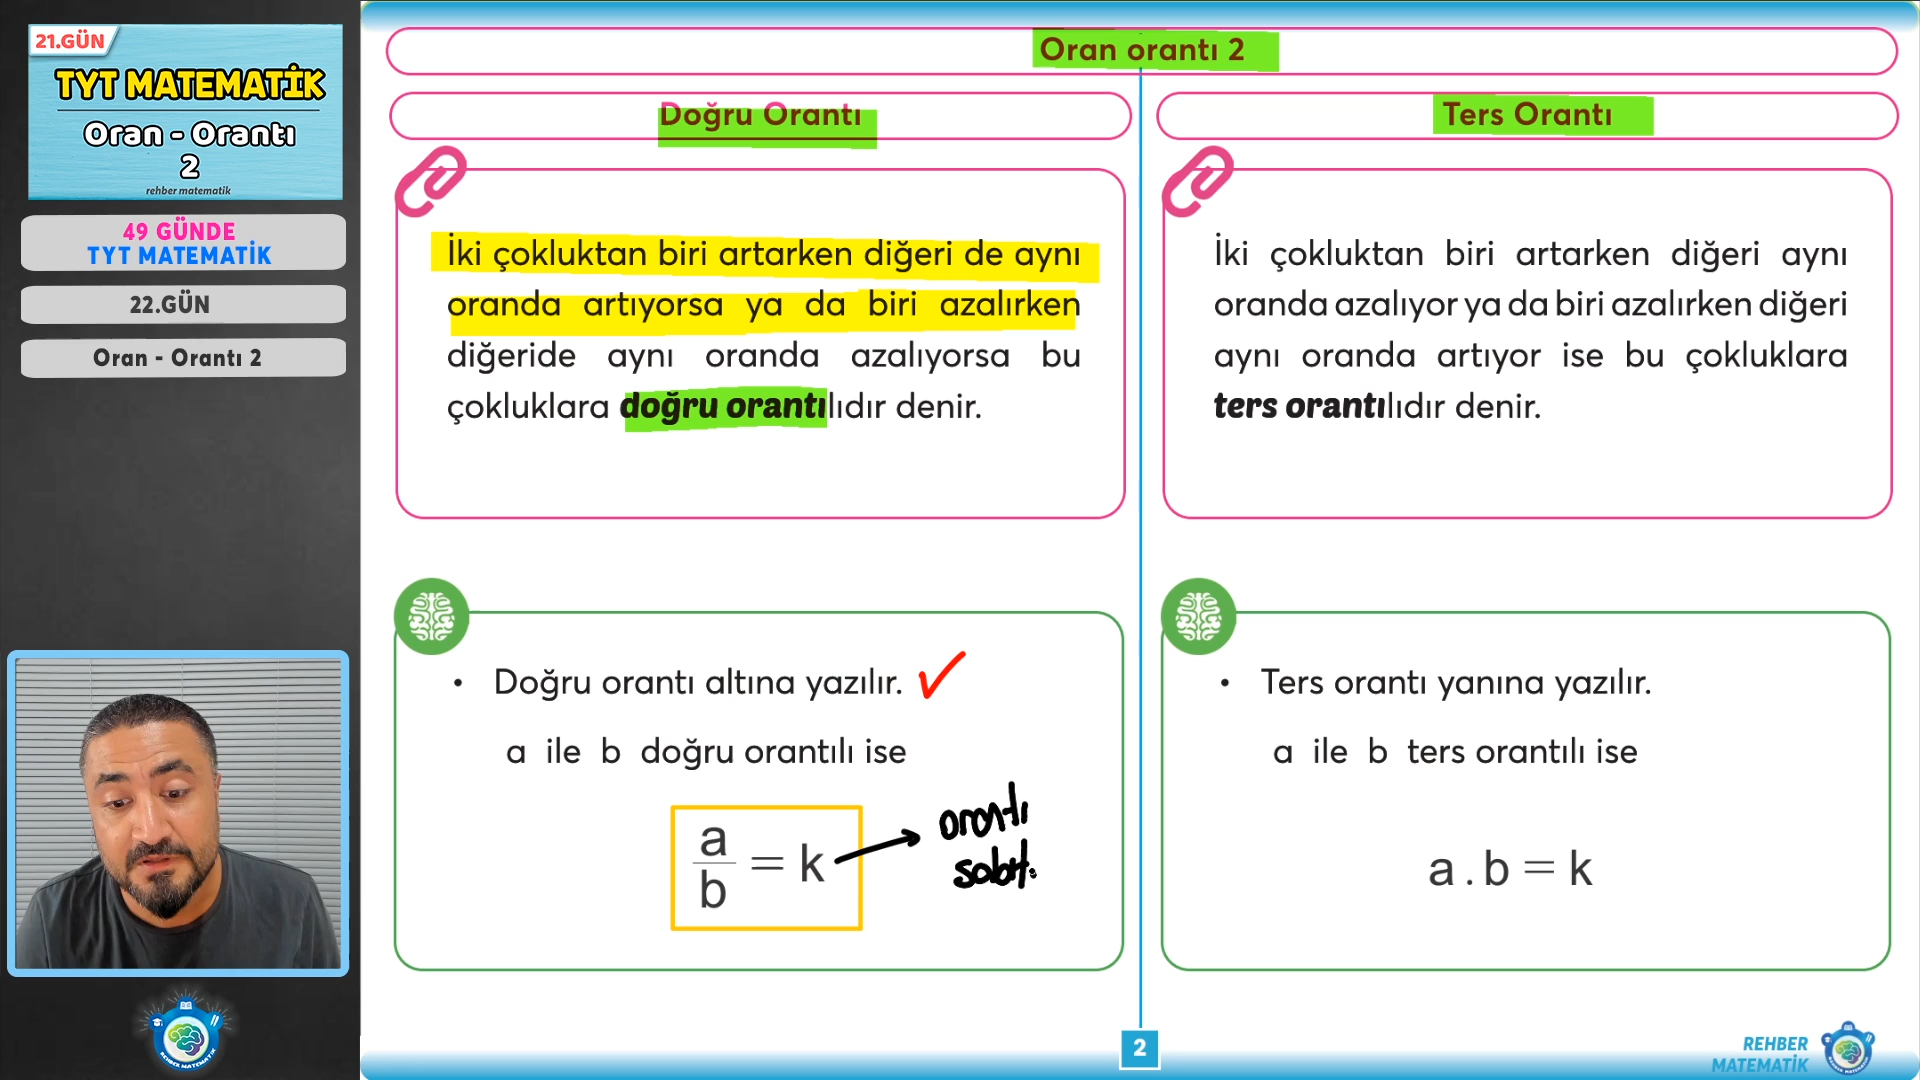 21.GÜN
TYT MATEMATİK
Oran - Orantı
2
rehber matematik
49 GÜNDE
TYT MATEMATİK
22.GÜN
Oran - Orantı 2
Oran orantı 2
Doğru Orantı
İki çokluktan biri artarken diğeri de aynı
oranda artıyorsa ya da biri azalırken
diğeride aynı oranda azalıyorsa bu
çokluklara doğru orantılıdır denir.
• Doğru orantı altına yazılır. ✓
a ile b doğru orantılı ise
a/b = k → orantı
sabiti
Ters Orantı
İki çokluktan biri artarken diğeri aynı
oranda azalıyor ya da biri azalırken diğeri
aynı oranda artıyor ise bu çokluklara
ters orantılıdır denir.
• Ters orantı yanına yazılır.
a ile b ters orantılı ise
a . b = k
2
REHBER
MATEMATİK